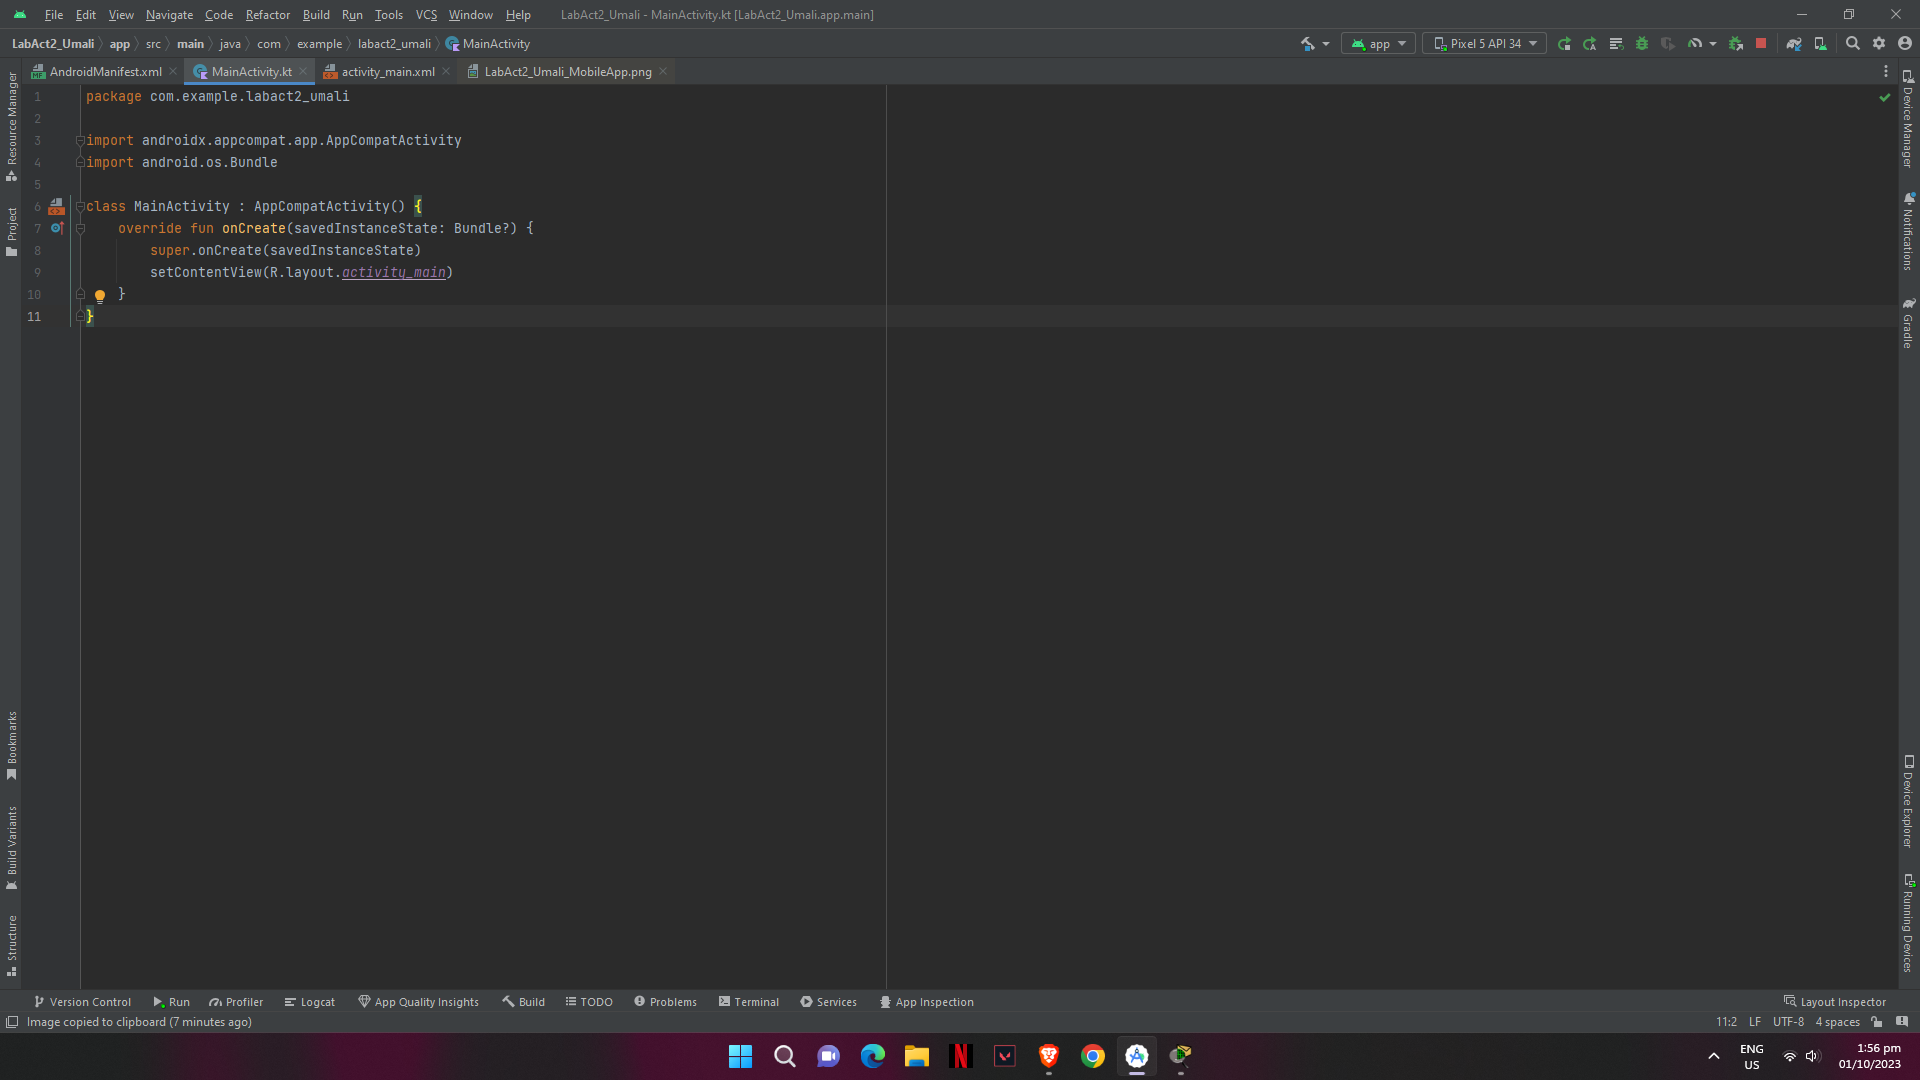 File Edit View Navigate Code Refactor Build Run Tools VCS Window Help LabAct2_Umali - MainActivity.kt [LabAct2_Umali.app.main]
LabAct2_Umali app src main java com example labact2_umali MainActivity app Pixel 5 API 34
AndroidManifest.xml MainActivity.kt activity_main.xml LabAct2_Umali_MobileApp.png
1 package com.example.labact2_umali
2
3 import androidx.appcompat.app.AppCompatActivity
4 import android.os.Bundle
5
6 class MainActivity : AppCompatActivity() {
7 override fun onCreate(savedInstanceState: Bundle?) {
8 super.onCreate(savedInstanceState)
9 setContentView(R.layout.activity_main)
10 }
11 }
Resource Manager
Project
Bookmarks
Build Variants
Structure
Device Manager
Notifications
Gradle
Device Explorer
Running Devices
Version Control Run Profiler Logcat App Quality Insights Build TODO Problems Terminal Services App Inspection Layout Inspector
Image copied to clipboard (7 minutes ago) 11:2 LF UTF-8 4 spaces
ENG
US
1:56 pm
01/10/2023